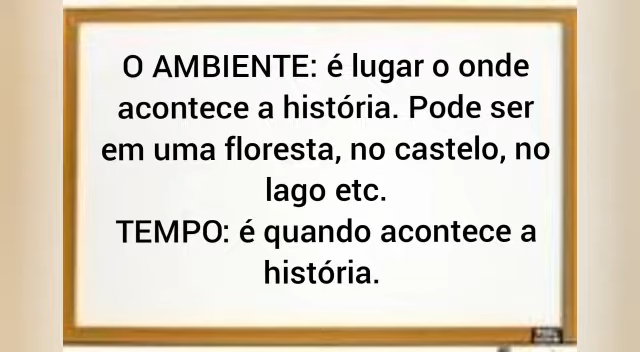 O AMBIENTE: é lugar o onde
acontece a história. Pode ser
em uma floresta, no castelo, no
lago etc.
TEMPO: é quando acontece a
história.